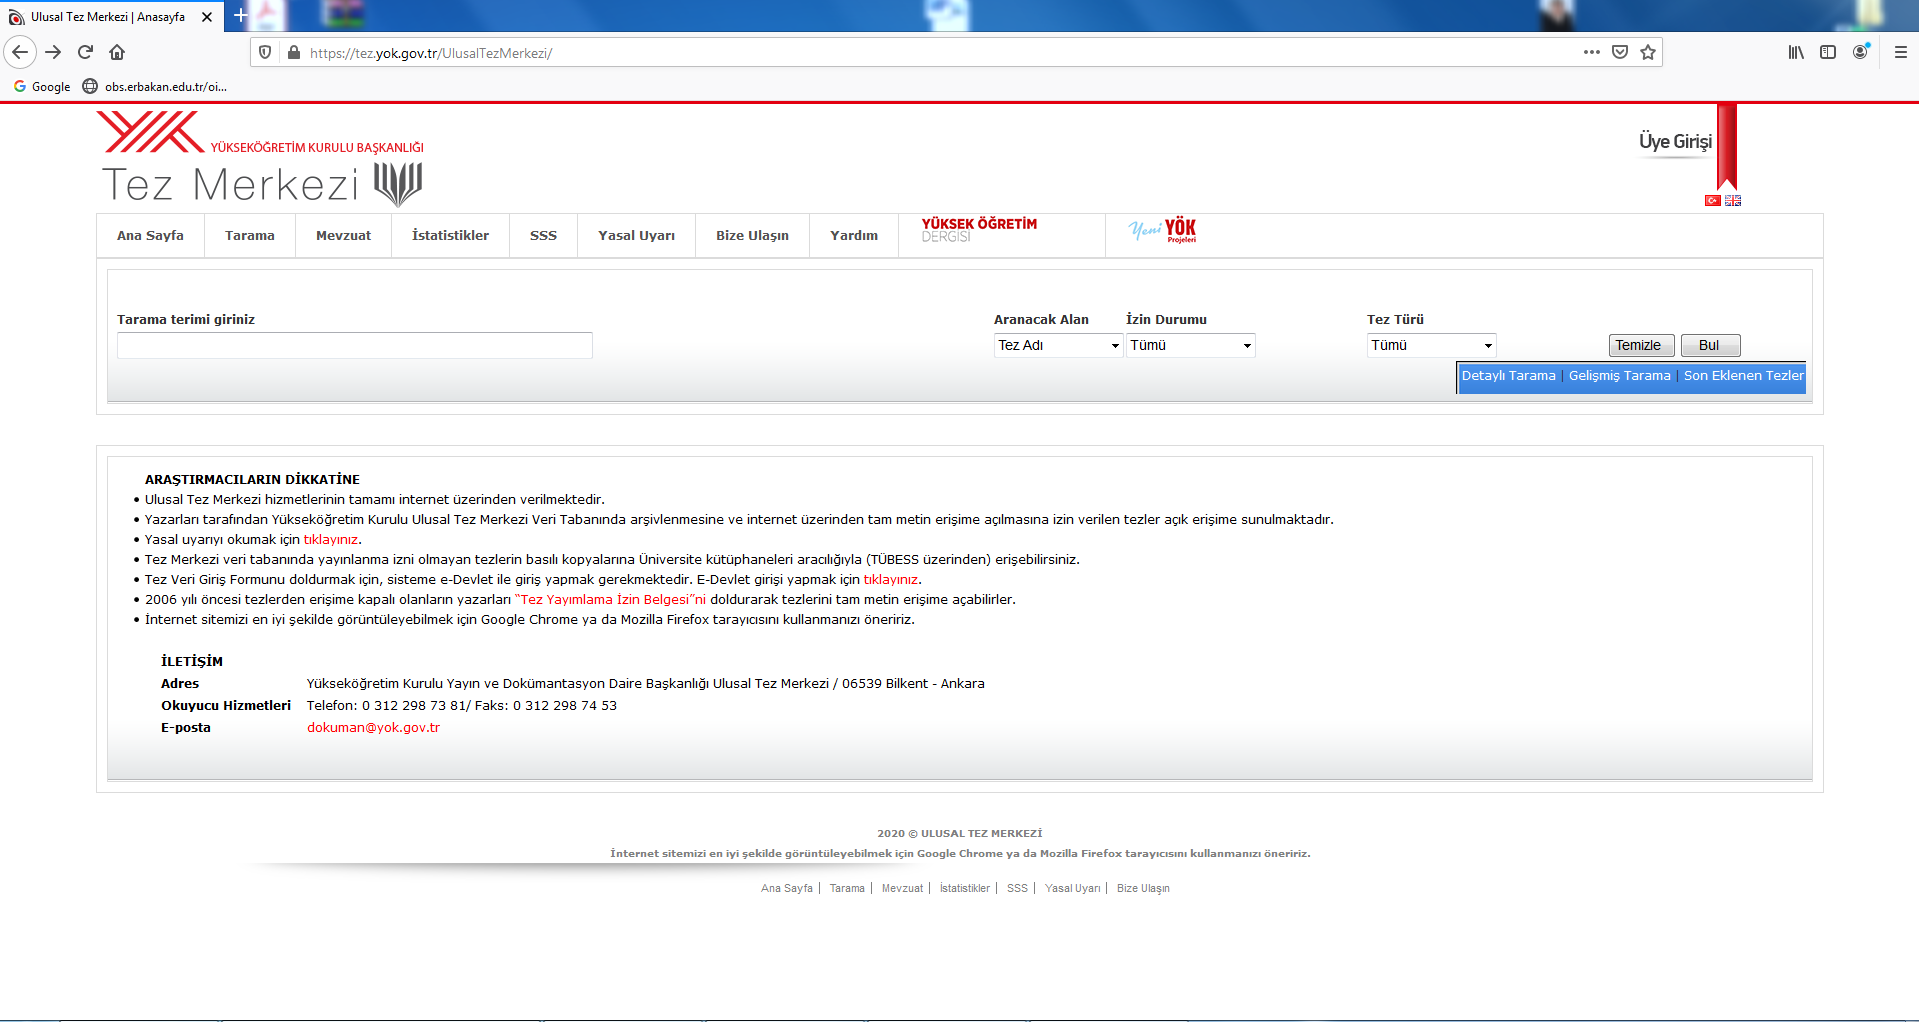 Ulusal Tez Merkezi | Anasayfa
https://tez.yok.gov.tr/UlusalTezMerkezi/
Google obs.erbakan.edu.tr/oi...
YÜKSEKÖĞRETİM KURULU BAŞKANLIĞI
Tez Merkezi
Üye Girişi
Ana Sayfa Tarama Mevzuat İstatistikler SSS Yasal Uyarı Bize Ulaşın Yardım YÜKSEK ÖĞRETİM DERGİSİ Yeni YÖK Projeleri
Tarama terimi giriniz Aranacak Alan İzin Durumu Tez Türü
Tez Adı Tümü Tümü Temizle Bul
Detaylı Tarama | Gelişmiş Tarama | Son Eklenen Tezler
ARAŞTIRMACILARIN DİKKATİNE
• Ulusal Tez Merkezi hizmetlerinin tamamı internet üzerinden verilmektedir.
• Yazarları tarafından Yükseköğretim Kurulu Ulusal Tez Merkezi Veri Tabanında arşivlenmesine ve internet üzerinden tam metin erişime açılmasına izin verilen tezler açık erişime sunulmaktadır.
• Yasal uyarıyı okumak için tıklayınız.
• Tez Merkezi veri tabanında yayınlanma izni olmayan tezlerin basılı kopyalarına Üniversite kütüphaneleri aracılığıyla (TÜBESS üzerinden) erişebilirsiniz.
• Tez Veri Giriş Formunu doldurmak için, sisteme e-Devlet ile giriş yapmak gerekmektedir. E-Devlet girişi yapmak için tıklayınız.
• 2006 yılı öncesi tezlerden erişime kapalı olanların yazarları “Tez Yayımlama İzin Belgesi”ni doldurarak tezlerini tam metin erişime açabilirler.
• İnternet sitemizi en iyi şekilde görüntüleyebilmek için Google Chrome ya da Mozilla Firefox tarayıcısını kullanmanızı öneririz.
İLETİŞİM
Adres Yükseköğretim Kurulu Yayın ve Dokümantasyon Daire Başkanlığı Ulusal Tez Merkezi / 06539 Bilkent - Ankara
Okuyucu Hizmetleri Telefon: 0 312 298 73 81/ Faks: 0 312 298 74 53
E-posta dokuman@yok.gov.tr
2020 © ULUSAL TEZ MERKEZİ
İnternet sitemizi en iyi şekilde görüntüleyebilmek için Google Chrome ya da Mozilla Firefox tarayıcısını kullanmanızı öneririz.
Ana Sayfa | Tarama | Mevzuat | İstatistikler | SSS | Yasal Uyarı | Bize Ulaşın